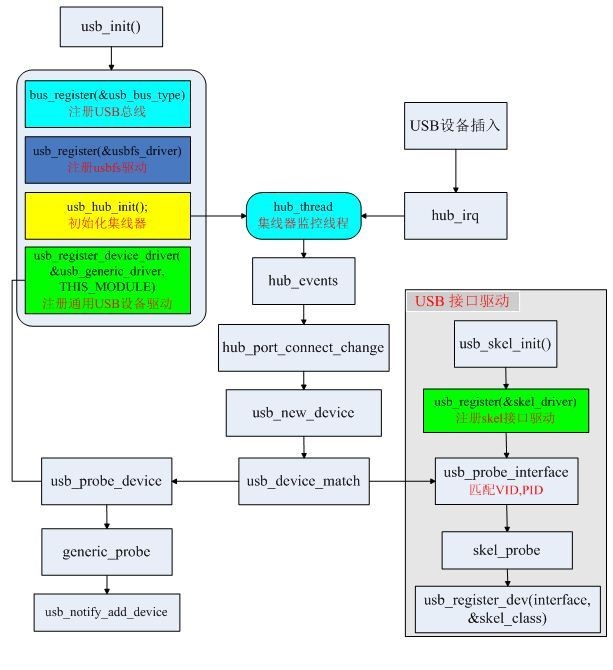 usb_init()
bus_register(&usb_bus_type)
注册USB总线
usb_register(&usbfs_driver)
注册usbfs驱动
usb_hub_init();
初始化集线器
usb_register_device_driver(
&usb_generic_driver,
THIS_MODULE)
注册通用USB设备驱动
USB设备插入
hub_thread
集线器监控线程
hub_irq
hub_events
hub_port_connect_change
usb_new_device
usb_device_match
usb_probe_device
generic_probe
usb_notify_add_device
USB 接口驱动
usb_skel_init()
usb_register(&skel_driver)
注册skel接口驱动
usb_probe_interface
匹配VID,PID
skel_probe
usb_register_dev(interface,
&skel_class)